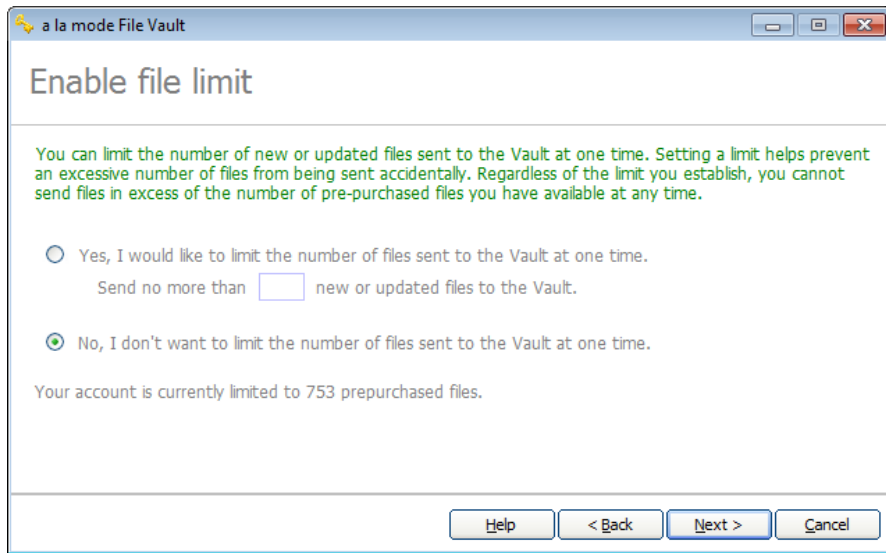 a la mode File Vault
Enable file limit
You can limit the number of new or updated files sent to the Vault at one time. Setting a limit helps prevent
an excessive number of files from being sent accidentally. Regardless of the limit you establish, you cannot
send files in excess of the number of pre-purchased files you have available at any time.
Yes, I would like to limit the number of files sent to the Vault at one time.
Send no more than new or updated files to the Vault.
No, I don't want to limit the number of files sent to the Vault at one time.
Your account is currently limited to 753 prepurchased files.
Help < Back Next > Cancel